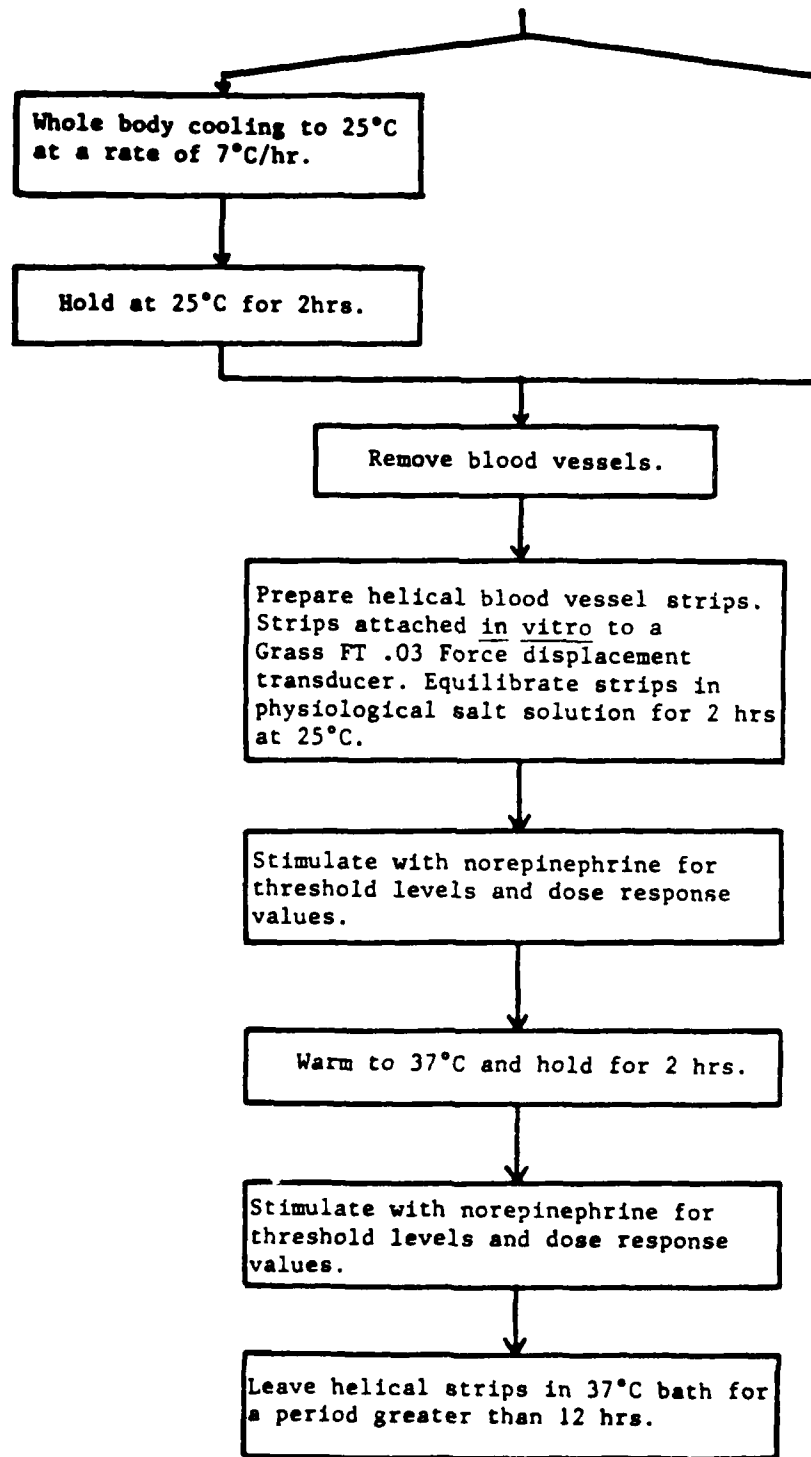 Whole body cooling to 25°C
at a rate of 7°C/hr.
Hold at 25°C for 2hrs.
Remove blood vessels.
Prepare helical blood vessel strips.
Strips attached in vitro to a
Grass FT .03 Force displacement
transducer. Equilibrate strips in
physiological salt solution for 2 hrs
at 25°C.
Stimulate with norepinephrine for
threshold levels and dose response
values.
Warm to 37°C and hold for 2 hrs.
Stimulate with norepinephrine for
threshold levels and dose response
values.
Leave helical strips in 37°C bath for
a period greater than 12 hrs.